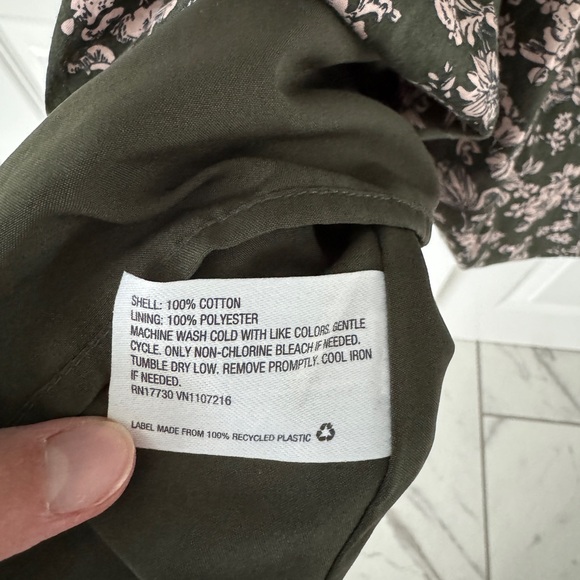 SHELL: 100% COTTON
LINING: 100% POLYESTER
MACHINE WASH COLD WITH LIKE COLORS. GENTLE
CYCLE. ONLY NON-CHLORINE BLEACH IF NEEDED.
TUMBLE DRY LOW. REMOVE PROMPTLY. COOL IRON
IF NEEDED.
RN17730 VN1107216
LABEL MADE FROM 100% RECYCLED PLASTIC